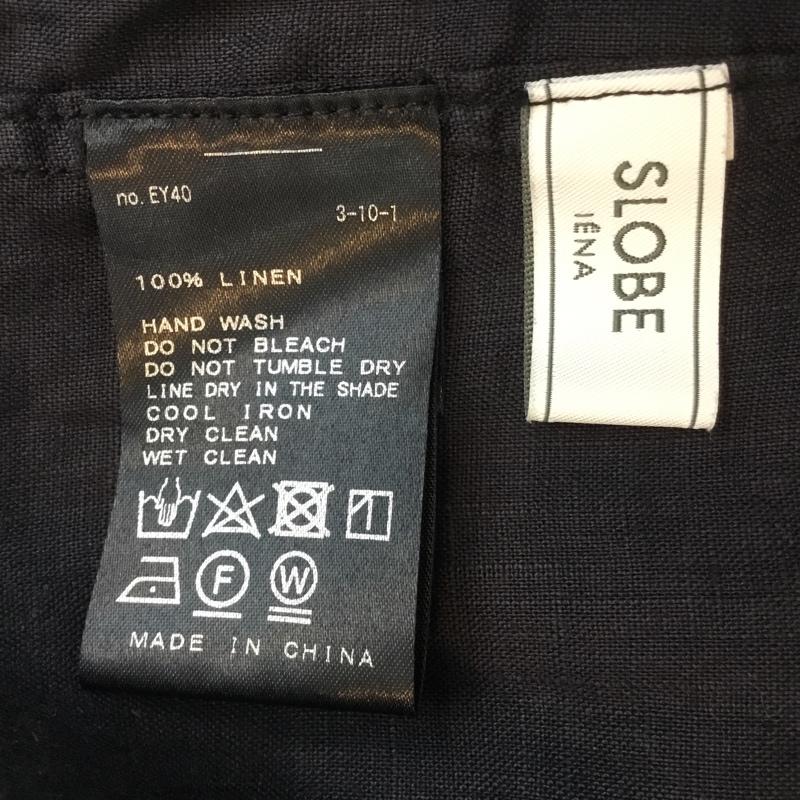 no. EY40
3-10-1
100% LINEN
HAND WASH
DO NOT BLEACH
DO NOT TUMBLE DRY
LINE DRY IN THE SHADE
COOL IRON
DRY CLEAN
WET CLEAN
F W
MADE IN CHINA
SLOBE
IÉNA